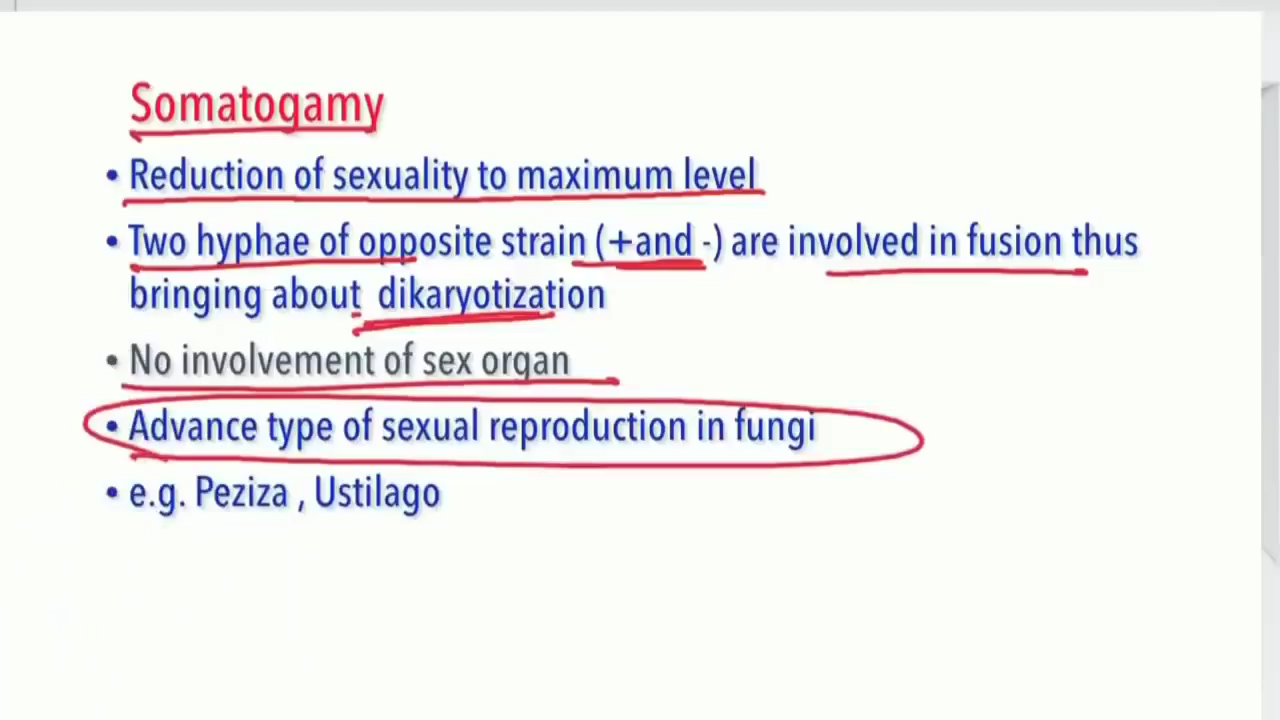 Somatogamy
• Reduction of sexuality to maximum level
• Two hyphae of opposite strain (+and -) are involved in fusion thus
bringing about dikaryotization
• No involvement of sex organ
• Advance type of sexual reproduction in fungi
• e.g. Peziza , Ustilago